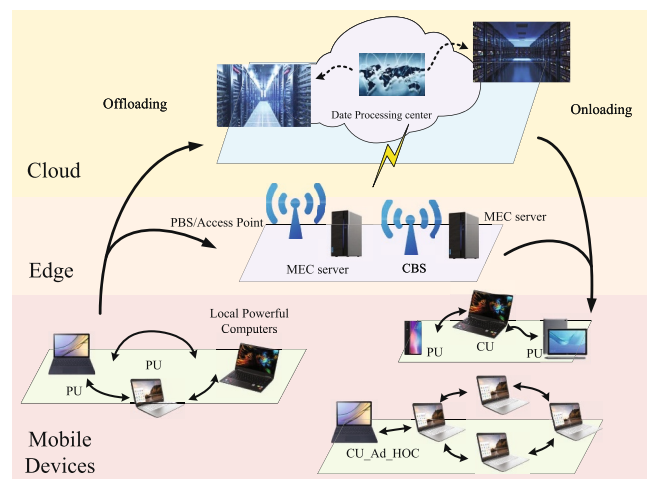 Offloading
Onloading
Date Processing center
Cloud
PBS/Access Point
MEC server
MEC server
CBS
Edge
Local Powerful
Computers
PU
PU
CU
PU
PU
CU_Ad_HOC
Mobile
Devices